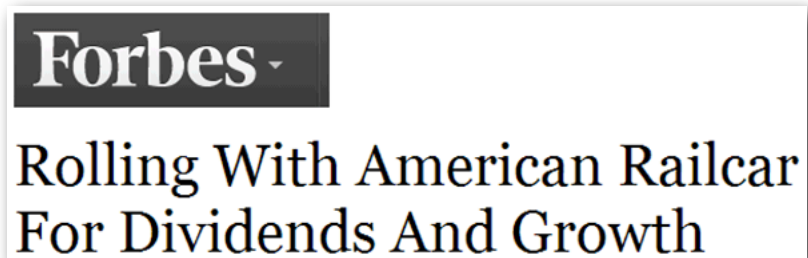 Forbes
Rolling With American Railcar
For Dividends And Growth